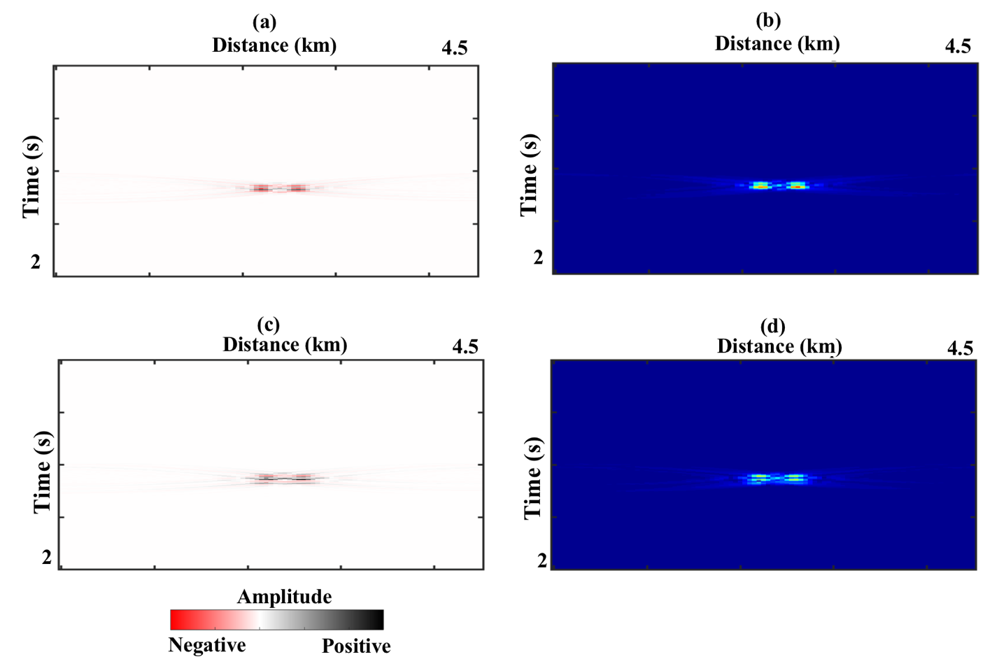 (a)
Distance (km)
4.5
Time (s)
2
(b)
Distance (km)
4.5
Time (s)
2
(c)
Distance (km)
4.5
Time (s)
2
(d)
Distance (km)
4.5
Time (s)
2
Amplitude
Negative
Positive